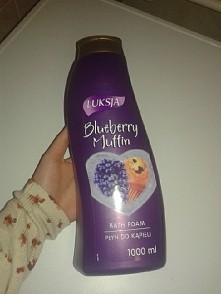 LUKSJA
Blueberry
Muffin
BATH FOAM
PŁYN DO KĄPIELI
1000 ml